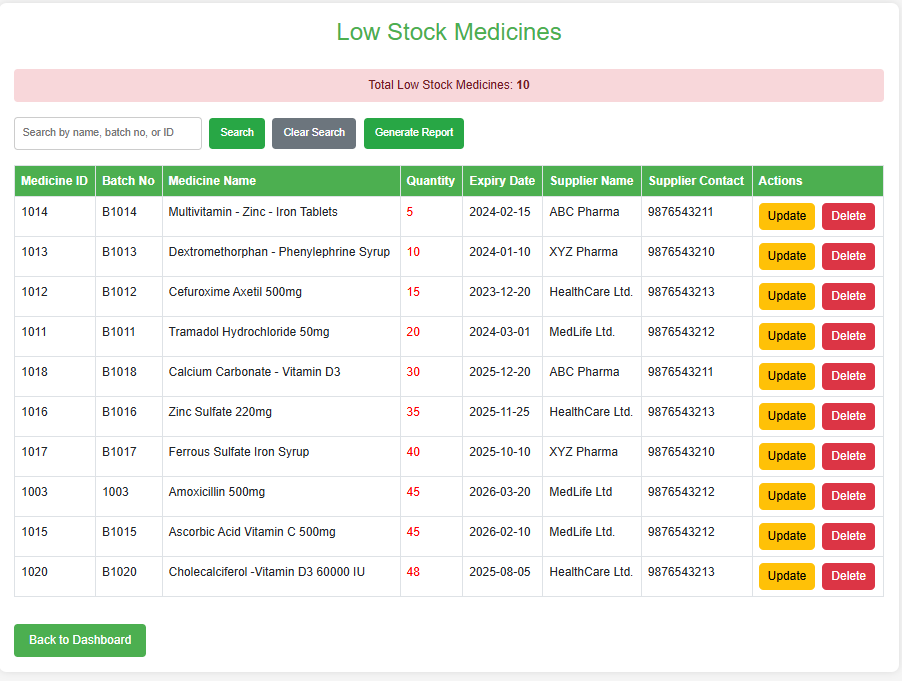 Low Stock Medicines
Total Low Stock Medicines: 10
Search by name, batch no, or ID Search Clear Search Generate Report
Medicine ID Batch No Medicine Name Quantity Expiry Date Supplier Name Supplier Contact Actions
1014 B1014 Multivitamin - Zinc - Iron Tablets 5 2024-02-15 ABC Pharma 9876543211 Update Delete
1013 B1013 Dextromethorphan - Phenylephrine Syrup 10 2024-01-10 XYZ Pharma 9876543210 Update Delete
1012 B1012 Cefuroxime Axetil 500mg 15 2023-12-20 HealthCare Ltd. 9876543213 Update Delete
1011 B1011 Tramadol Hydrochloride 50mg 20 2024-03-01 MedLife Ltd. 9876543212 Update Delete
1018 B1018 Calcium Carbonate - Vitamin D3 30 2025-12-20 ABC Pharma 9876543211 Update Delete
1016 B1016 Zinc Sulfate 220mg 35 2025-11-25 HealthCare Ltd. 9876543213 Update Delete
1017 B1017 Ferrous Sulfate Iron Syrup 40 2025-10-10 XYZ Pharma 9876543210 Update Delete
1003 1003 Amoxicillin 500mg 45 2026-03-20 MedLife Ltd 9876543212 Update Delete
1015 B1015 Ascorbic Acid Vitamin C 500mg 45 2026-02-10 MedLife Ltd. 9876543212 Update Delete
1020 B1020 Cholecalciferol -Vitamin D3 60000 IU 48 2025-08-05 HealthCare Ltd. 9876543213 Update Delete
Back to Dashboard